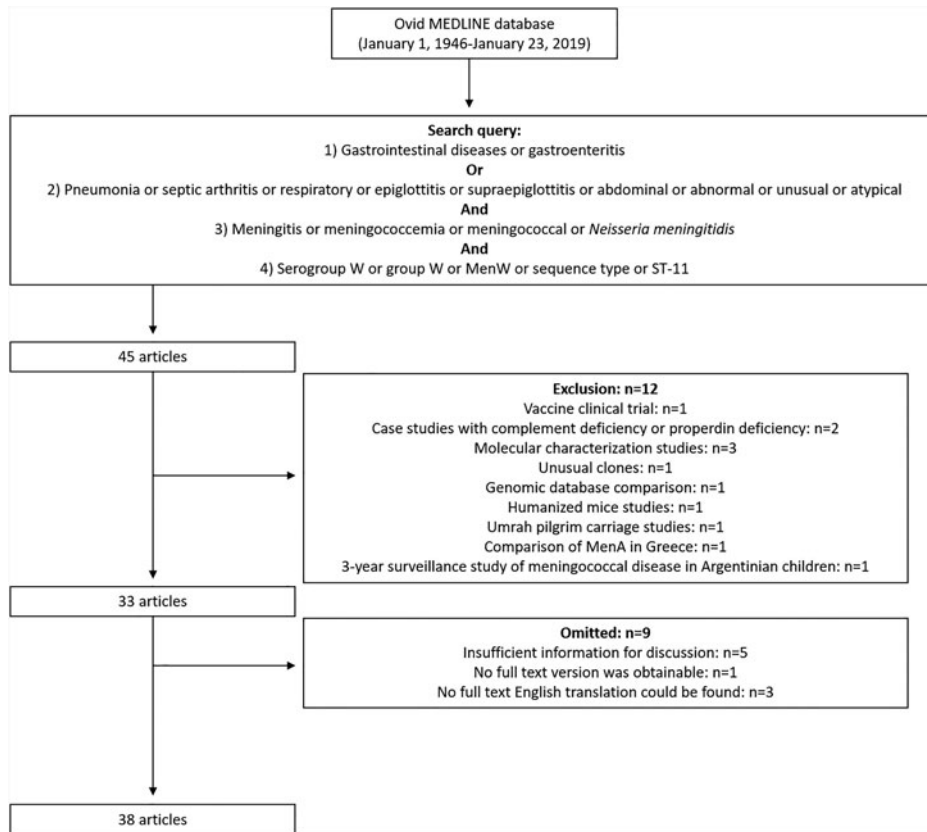 Ovid MEDLINE database
(January 1, 1946-January 23, 2019)
Search query:
1) Gastrointestinal diseases or gastroenteritis
Or
2) Pneumonia or septic arthritis or respiratory or epiglottitis or supraepiglottitis or abdominal or abnormal or unusual or atypical
And
3) Meningitis or meningococcemia or meningococcal or Neisseria meningitidis
And
4) Serogroup W or group W or MenW or sequence type or ST-11
45 articles
Exclusion: n=12
Vaccine clinical trial: n=1
Case studies with complement deficiency or properdin deficiency: n=2
Molecular characterization studies: n=3
Unusual clones: n=1
Genomic database comparison: n=1
Humanized mice studies: n=1
Umrah pilgrim carriage studies: n=1
Comparison of MenA in Greece: n=1
3-year surveillance study of meningococcal disease in Argentinian children: n=1
33 articles
Omitted: n=9
Insufficient information for discussion: n=5
No full text version was obtainable: n=1
No full text English translation could be found: n=3
38 articles